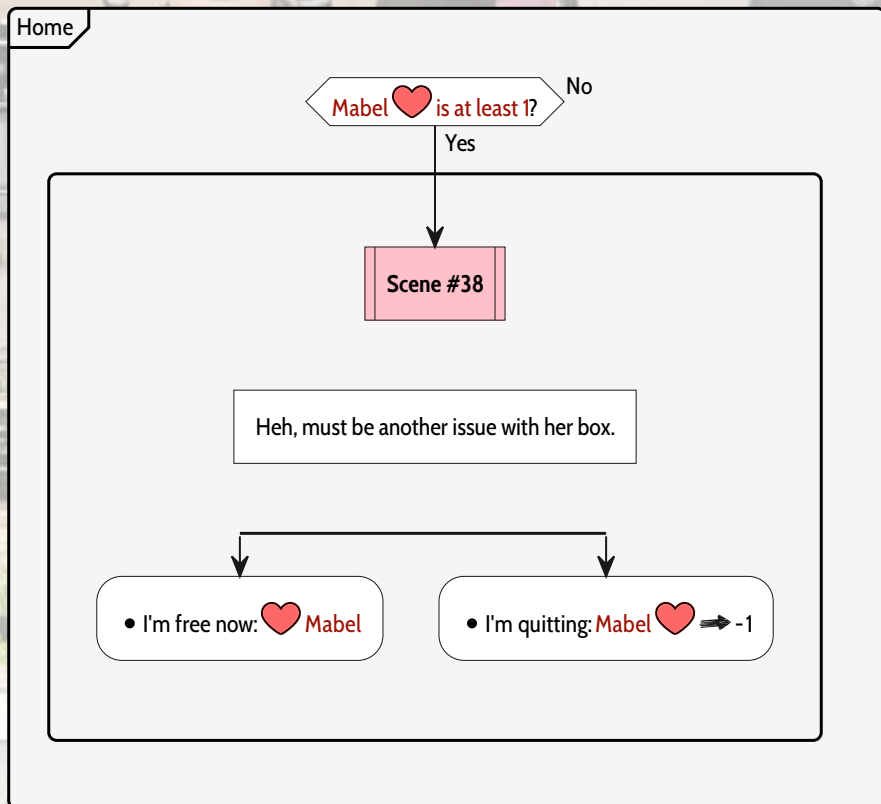 Home
Mabel is at least 1?
No
Yes
Scene #38
Heh, must be another issue with her box.
• I'm free now: Mabel
• I'm quitting: Mabel -1